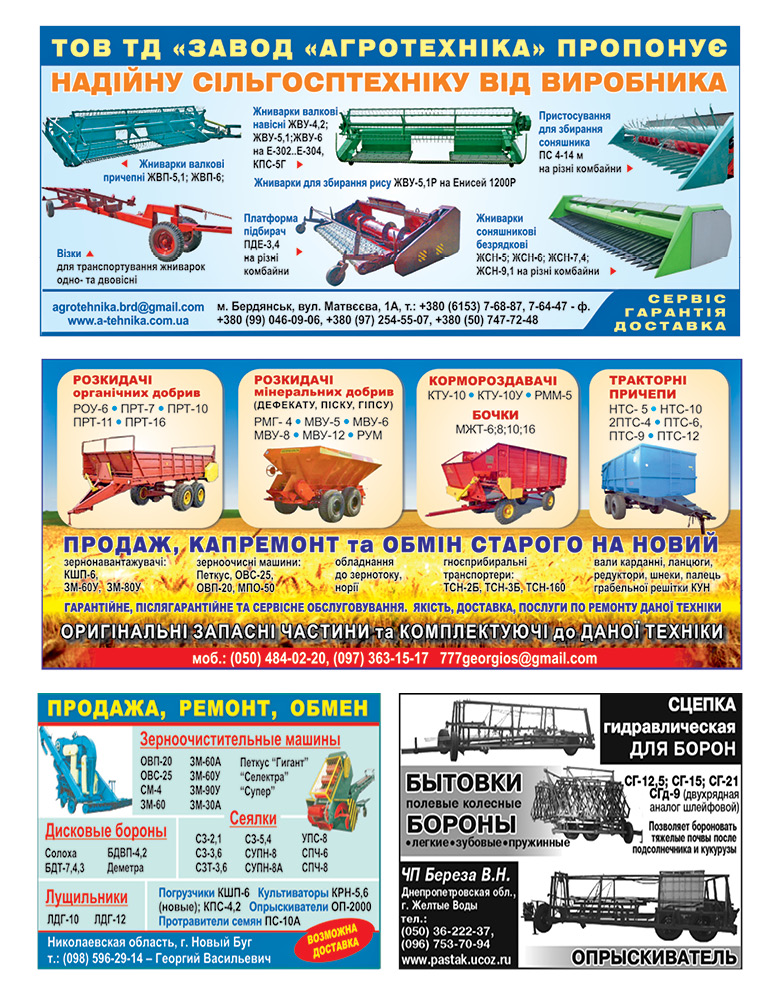 ТОВ ТД «ЗАВОД «АГРОТЕХНІКА» ПРОПОНУЄ
НАДІЙНУ СІЛЬГОСПТЕХНІКУ ВІД ВИРОБНИКА
Жниварки валкові
навісні ЖВУ-4,2;
ЖВУ-5,1;ЖВУ-6
на Е-302..Е-304,
КПС-5Г
Пристосування
для збирання
соняшника
ПС 4-14 м
на різні комбайни
Жниварки валкові
причепні ЖВП-5,1; ЖВП-6;
Жниварки для збирання рису ЖВУ-5,1Р на Енисей 1200Р
Візки
для транспортування жниварок
одно- та двовісні
Платформа
підбирач
ПДЕ-3,4
на різні
комбайни
Жниварки
соняшникові
безрядкові
ЖСН-5; ЖСН-6; ЖСН-7,4;
ЖСН-9,1 на різні комбайни
agrotehnika.brd@gmail.com
www.a-tehnika.com.ua
м. Бердянськ, вул. Матвєєва, 1А, т.: +380 (6153) 7-68-87, 7-64-47 - ф.
+380 (99) 046-09-06, +380 (97) 254-55-07, +380 (50) 747-72-48
СЕРВІС
ГАРАНТІЯ
ДОСТАВКА
РОЗКИДАЧІ
органічних добрив
РОУ-6 • ПРТ-7 • ПРТ-10
ПРТ-11 • ПРТ-16
РОЗКИДАЧІ
мінеральних добрив
(ДЕФЕКАТУ, ПІСКУ, ГІПСУ)
РМГ- 4 • МВУ-5 • МВУ-6
МВУ-8 • МВУ-12 • РУМ
КОРМОРОЗДАВАЧІ
КТУ-10 • КТУ-10У • РММ-5
БОЧКИ
МЖТ-6;8;10;16
ТРАКТОРНІ
ПРИЧЕПИ
НТС- 5 • НТС-10
2ПТС-4 • ПТС-6,
ПТС-9 • ПТС-12
ПРОДАЖ, КАПРЕМОНТ та ОБМІН СТАРОГО НА НОВИЙ
зернонавантажувачі:
КШП-6,
ЗМ-60У, ЗМ-80У
зерноочисні машини:
Петкус, ОВС-25,
ОВП-20, МПО-50
обладнання
до зернотоку,
норії
гноєприбиральні
транспортери:
ТСН-2Б, ТСН-3Б, ТСН-160
вали карданні, ланцюги,
редуктори, шнеки, палець
грабельної решітки КУН
ГАРАНТІЙНЕ, ПІСЛЯГАРАНТІЙНЕ ТА СЕРВІСНЕ ОБСЛУГОВУВАННЯ. ЯКІСТЬ, ДОСТАВКА, ПОСЛУГИ ПО РЕМОНТУ ДАНОЇ ТЕХНІКИ
ОРИГІНАЛЬНІ ЗАПАСНІ ЧАСТИНИ та КОМПЛЕКТУЮЧІ до ДАНОЇ ТЕХНІКИ
моб.: (050) 484-02-20, (097) 363-15-17 777georgios@gmail.com
ПРОДАЖА, РЕМОНТ, ОБМЕН
Зерноочистительные машины
ОВП-20 ЗМ-60А Петкус "Гигант"
ОВС-25 ЗМ-60У "Селектра"
СМ-4 ЗМ-90У "Супер"
ЗМ-60 ЗМ-30А
Сеялки
СЗ-2,1 СЗ-5,4 УПС-8
СЗ-3,6 СУПН-8 СПЧ-6
СЗТ-3,6 СУПН-8А СПЧ-8
Дисковые бороны
Солоха БДВП-4,2
БДТ-7,4,3 Деметра
Лущильники
ЛДГ-10 ЛДГ-12
Погрузчики КШП-6 Культиваторы КРН-5,6
(новые); КПС-4,2 Опрыскиватели ОП-2000
Протравители семян ПС-10А
Николаевская область, г. Новый Буг
т.: (098) 596-29-14 – Георгий Васильевич
ВОЗМОЖНА
ДОСТАВКА
СЦЕПКА
гидравлическая
ДЛЯ БОРОН
БЫТОВКИ
полевые колесные
БОРОНЫ
•легкие•зубовые•пружинные
СГ-12,5; СГ-15; СГ-21
СГд-9 (двухрядная
аналог шлейфовой)
Позволяет бороновать
тяжелые почвы после
подсолнечника и кукурузы
ЧП Береза В.Н.
Днепропетровская обл.,
г. Желтые Воды
тел.:
(050) 36-222-37,
(096) 753-70-94
www.pastak.ucoz.ru
ОПРЫСКИВАТЕЛЬ